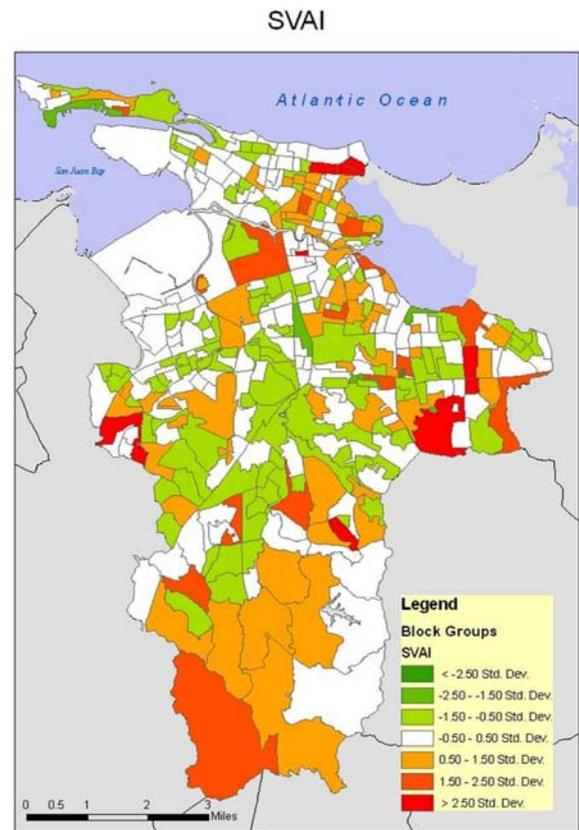 SVAI
Atlantic Ocean
San Juan Bay
Legend
Block Groups
SVAI
< -2.50 Std. Dev.
-2.50 - -1.50 Std. Dev.
-1.50 - -0.50 Std. Dev.
-0.50 - 0.50 Std. Dev.
0.50 - 1.50 Std. Dev.
1.50 - 2.50 Std. Dev.
> 2.50 Std. Dev.
0 0.5 1 2 3
Miles